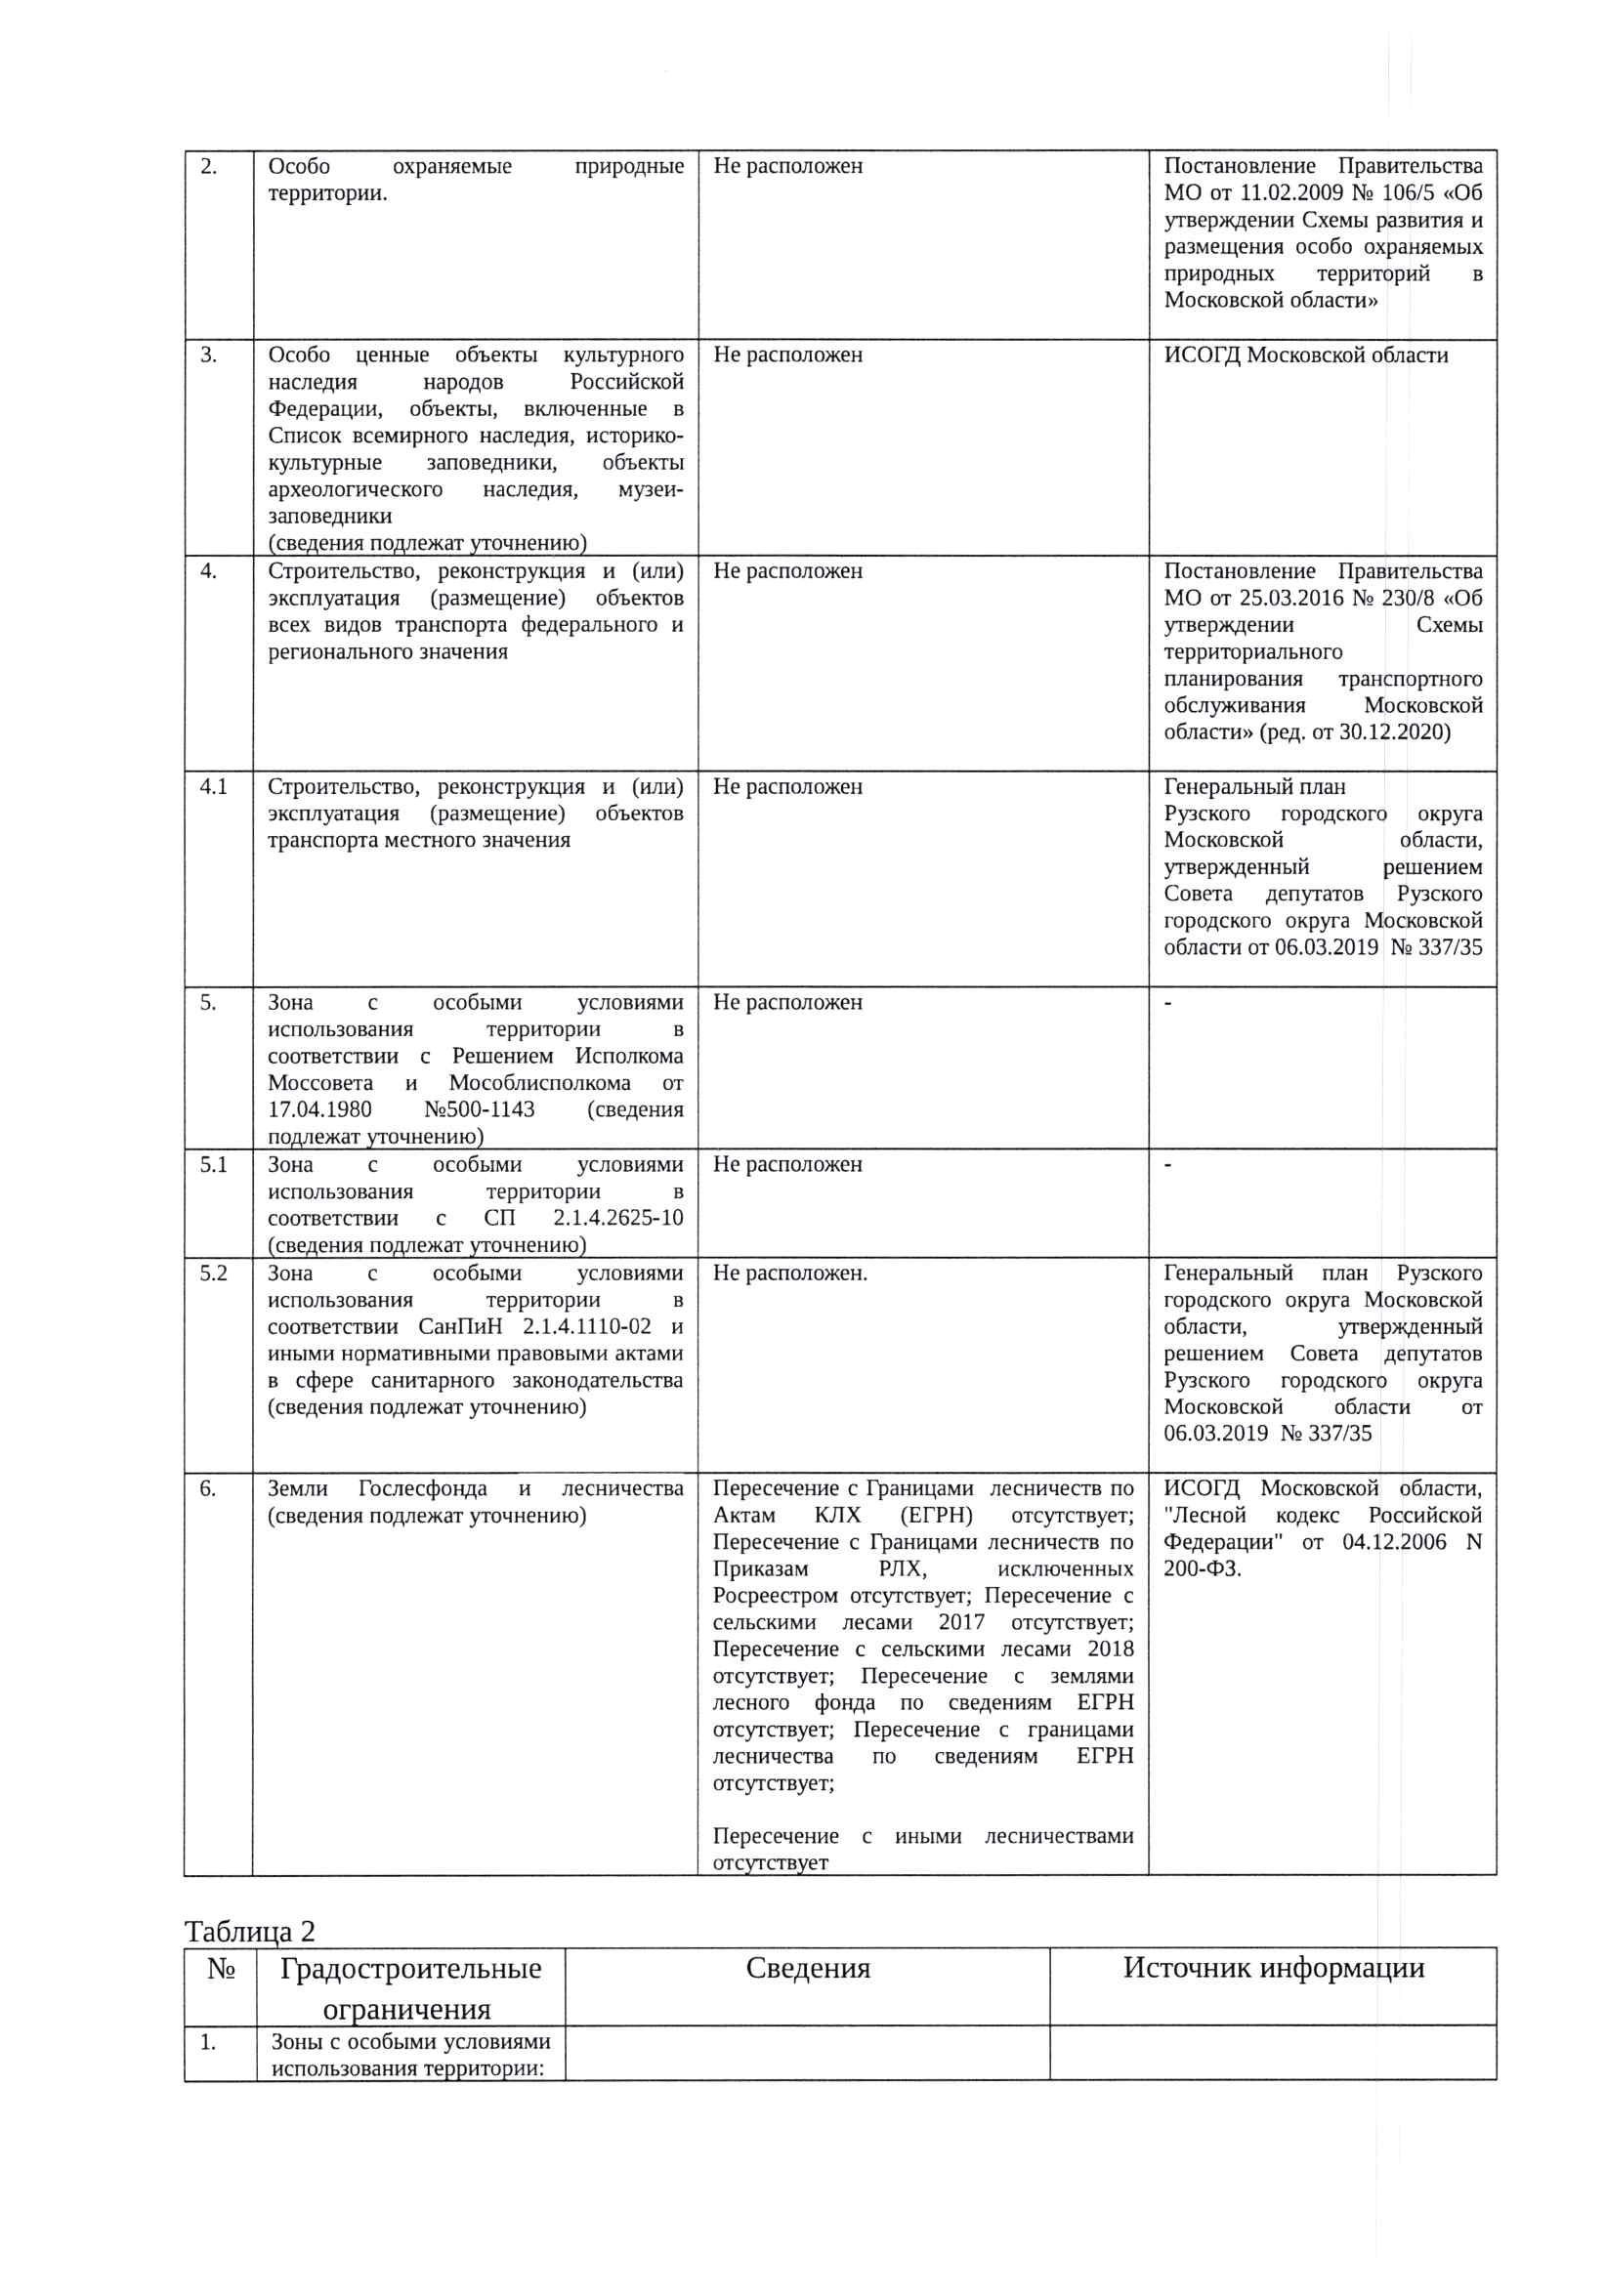 2.
Особо охраняемые природные
территории.
Не расположен
Постановление Правительства
МО от 11.02.2009 № 106/5 «Об
утверждении Схемы развития и
размещения особо охраняемых
природных территорий в
Московской области»
3.
Особо ценные объекты культурного
наследия народов Российской
Федерации, объекты, включенные в
Список всемирного наследия, историко-
культурные заповедники, объекты
археологического наследия, музеи-
заповедники
(сведения подлежат уточнению)
Не расположен
ИСОГД Московской области
4.
Строительство, реконструкция и (или)
эксплуатация (размещение) объектов
всех видов транспорта федерального и
регионального значения
Не расположен
Постановление Правительства
МО от 25.03.2016 № 230/8 «Об
утверждении Схемы
территориального
планирования транспортного
обслуживания Московской
области» (ред. от 30.12.2020)
4.1
Строительство, реконструкция и (или)
эксплуатация (размещение) объектов
транспорта местного значения
Не расположен
Генеральный план
Рузского городского округа
Московской области,
утвержденный решением
Совета депутатов Рузского
городского округа Московской
области от 06.03.2019 № 337/35
5.
Зона с особыми условиями
использования территории в
соответствии с Решением Исполкома
Моссовета и Мособлисполкома от
17.04.1980 №500-1143 (сведения
подлежат уточнению)
Не расположен
-
5.1
Зона с особыми условиями
использования территории в
соответствии с СП 2.1.4.2625-10
(сведения подлежат уточнению)
Не расположен
-
5.2
Зона с особыми условиями
использования территории в
соответствии СанПиН 2.1.4.1110-02 и
иными нормативными правовыми актами
в сфере санитарного законодательства
(сведения подлежат уточнению)
Не расположен.
Генеральный план Рузского
городского округа Московской
области, утвержденный
решением Совета депутатов
Рузского городского округа
Московской области от
06.03.2019 № 337/35
6.
Земли Гослесфонда и лесничества
(сведения подлежат уточнению)
Пересечение с Границами лесничеств по
Актам КЛХ (ЕГРН) отсутствует;
Пересечение с Границами лесничеств по
Приказам РЛХ, исключенных
Росреестром отсутствует; Пересечение с
сельскими лесами 2017 отсутствует;
Пересечение с сельскими лесами 2018
отсутствует; Пересечение с землями
лесного фонда по сведениям ЕГРН
отсутствует; Пересечение с границами
лесничества по сведениям ЕГРН
отсутствует;
Пересечение с иными лесничествами
отсутствует
ИСОГД Московской области,
"Лесной кодекс Российской
Федерации" от 04.12.2006 N
200-ФЗ.
Таблица 2
№
Градостроительные
ограничения
Сведения
Источник информации
1.
Зоны с особыми условиями
использования территории: